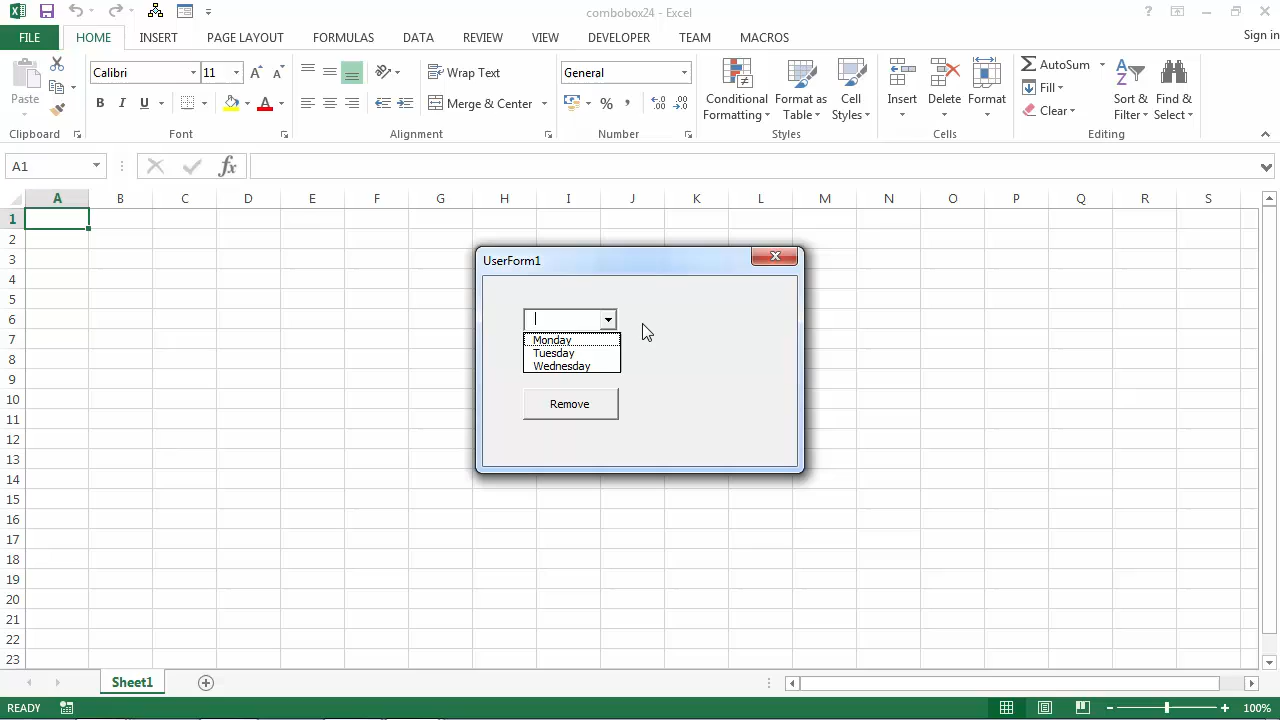 combobox24 - Excel
Sign in
FILE HOME INSERT PAGE LAYOUT FORMULAS DATA REVIEW VIEW DEVELOPER TEAM MACROS
Paste
Calibri 11
B I U A
Wrap Text
Merge & Center
General
% ,
Conditional Formatting
Format as Table
Cell Styles
Insert Delete Format
AutoSum
Fill
Clear
Sort & Filter
Find & Select
Clipboard Font Alignment Number Styles Cells Editing
A1 fx
A B C D E F G H I J K L M N O P Q R S
1
2
3
4
5
6
7
8
9
10
11
12
13
14
15
16
17
18
19
20
21
22
23
UserForm1
Monday
Tuesday
Wednesday
Remove
Sheet1
READY 100%